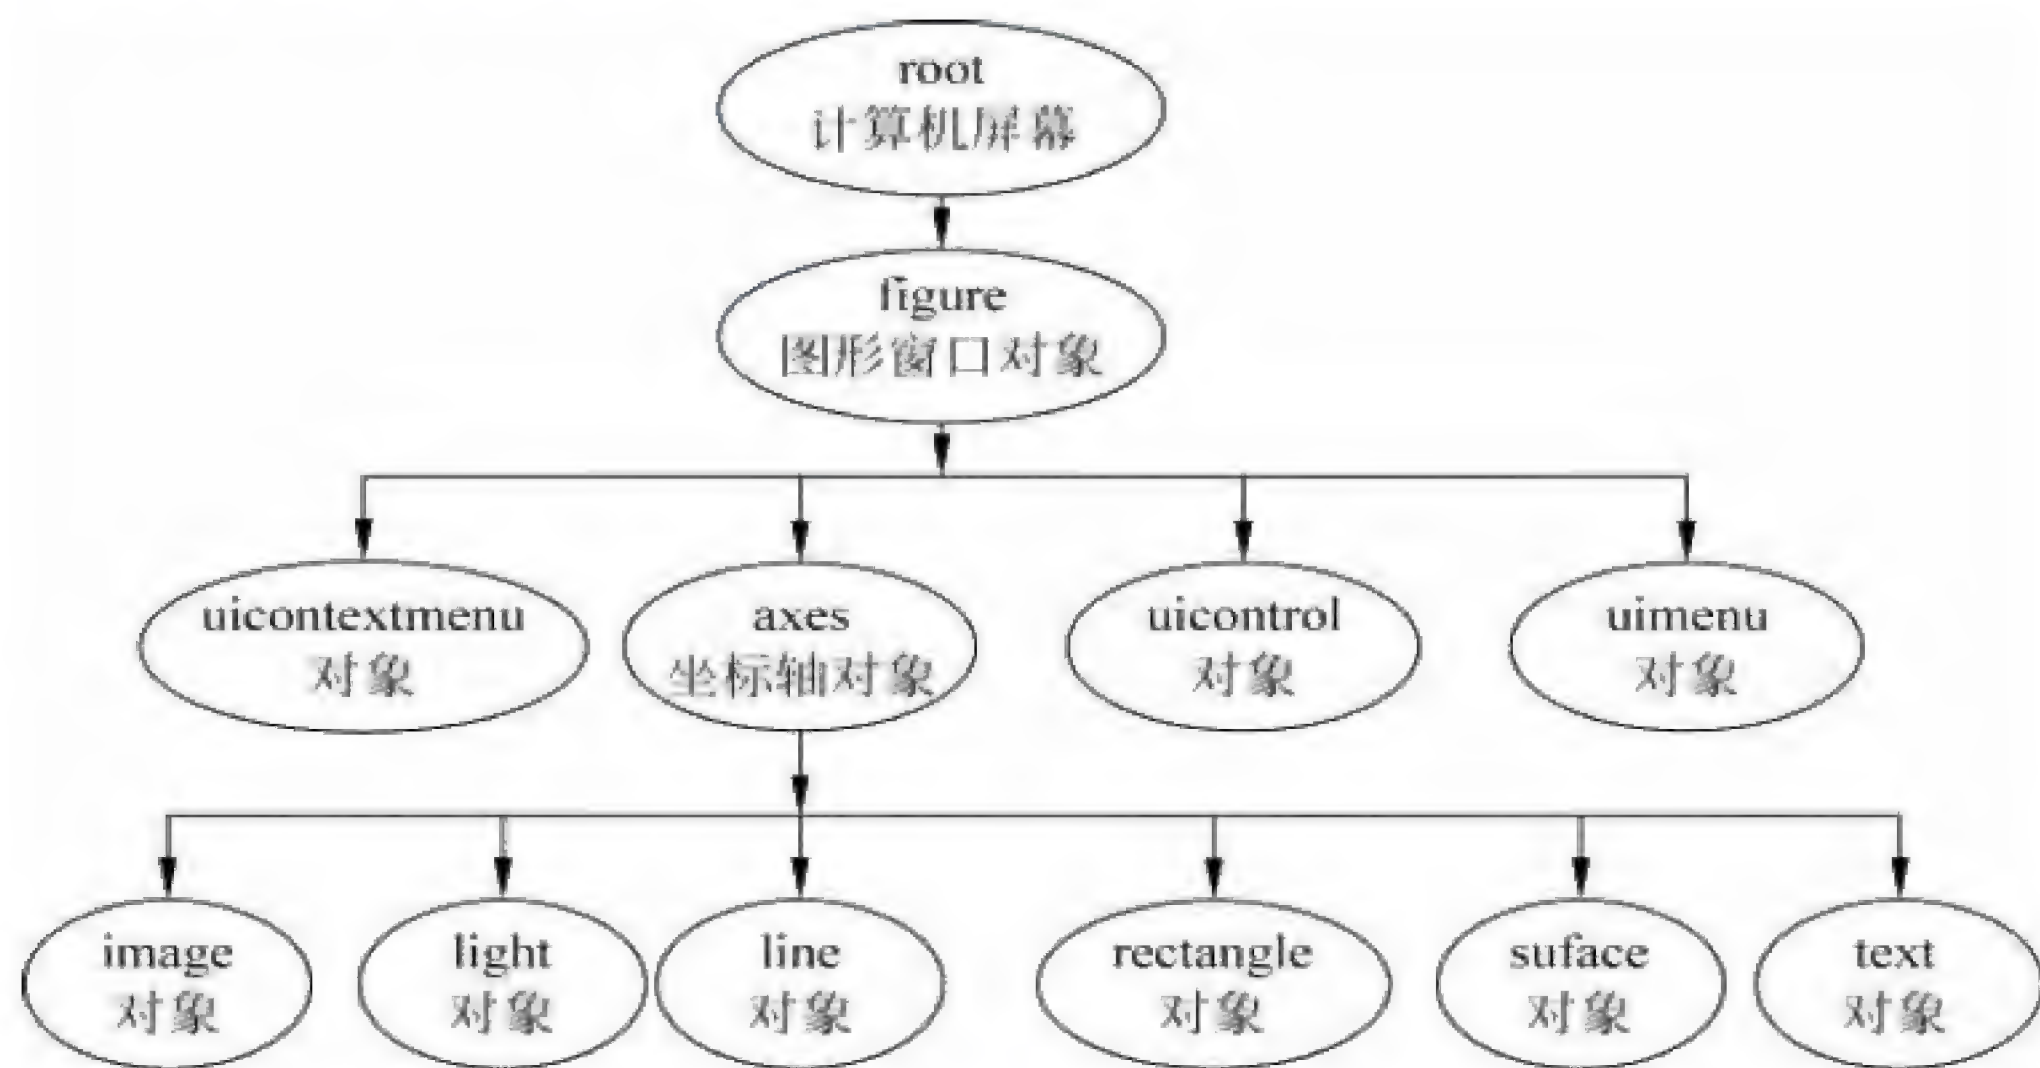 root
计算机屏幕
figure
图形窗口对象
uicontextmenu
对象
axes
坐标轴对象
uicontrol
对象
uimenu
对象
image
对象
light
对象
line
对象
rectangle
对象
suface
对象
text
对象